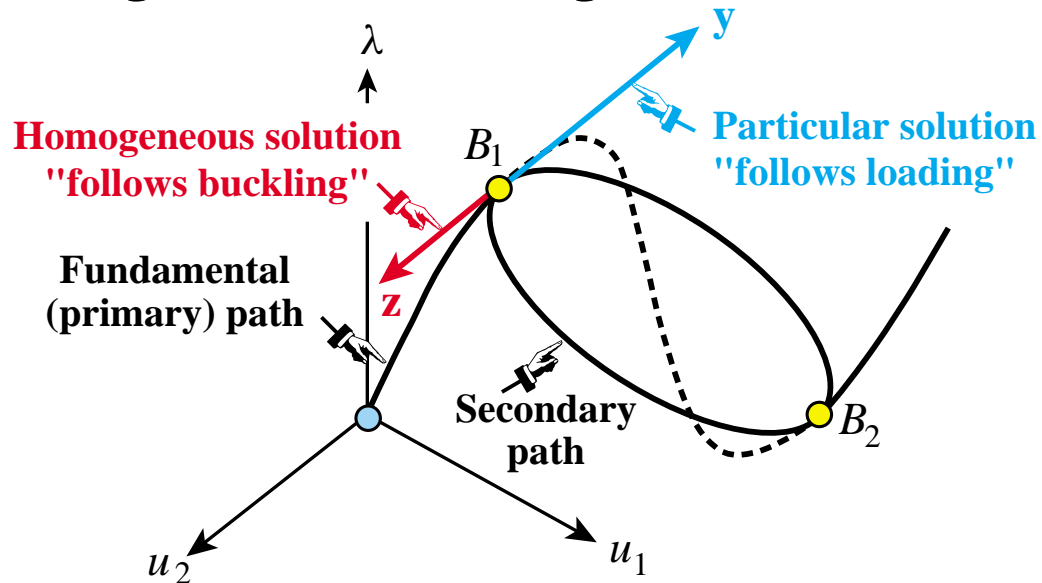 λ
y
Homogeneous solution
"follows buckling"
B1
Particular solution
"follows loading"
Fundamental
(primary) path
z
Secondary
path
B2
u2
u1